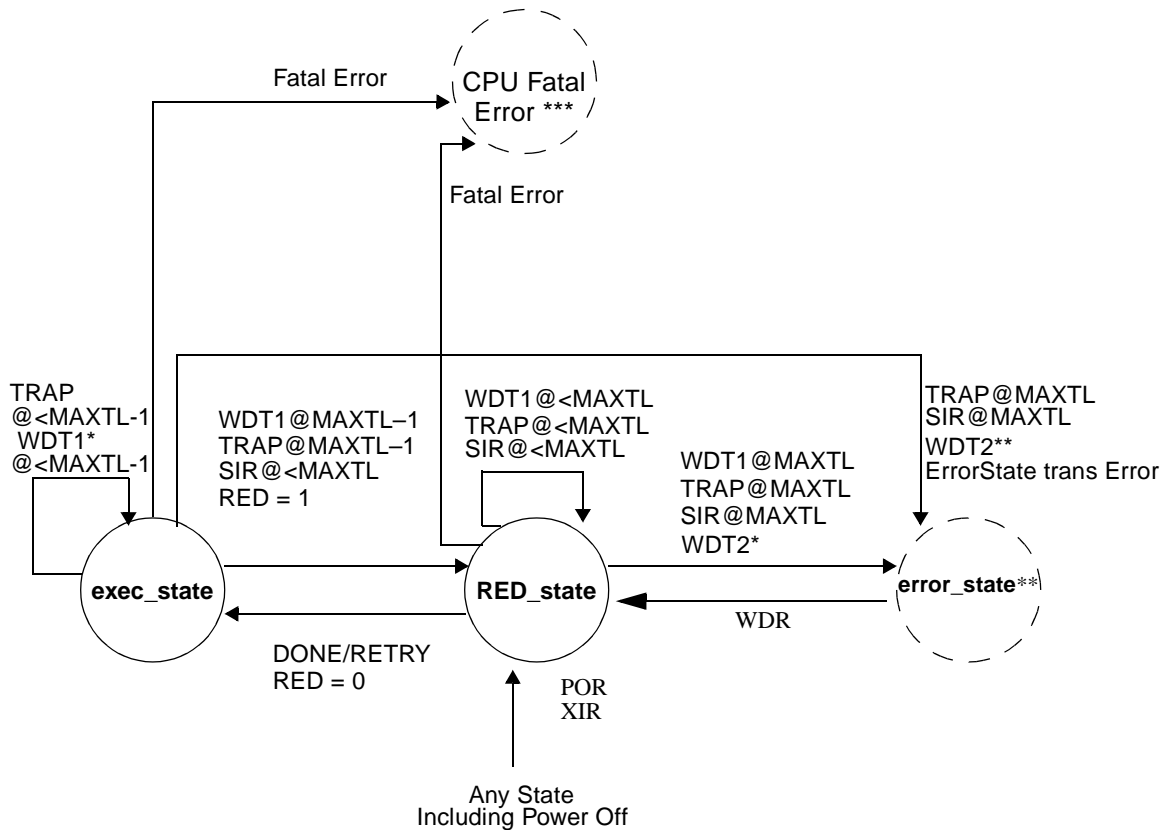 Fatal Error
CPU Fatal
Error ***
Fatal Error
TRAP
@<MAXTL-1
WDT1*
@<MAXTL-1
WDT1@MAXTL–1
TRAP@MAXTL–1
SIR@<MAXTL
RED = 1
WDT1@<MAXTL
TRAP@<MAXTL
SIR@<MAXTL
WDT1@MAXTL
TRAP@MAXTL
SIR@MAXTL
WDT2*
TRAP@MAXTL
SIR@MAXTL
WDT2**
ErrorState trans Error
exec_state
RED_state
error_state**
WDR
DONE/RETRY
RED = 0
POR
XIR
Any State
Including Power Off